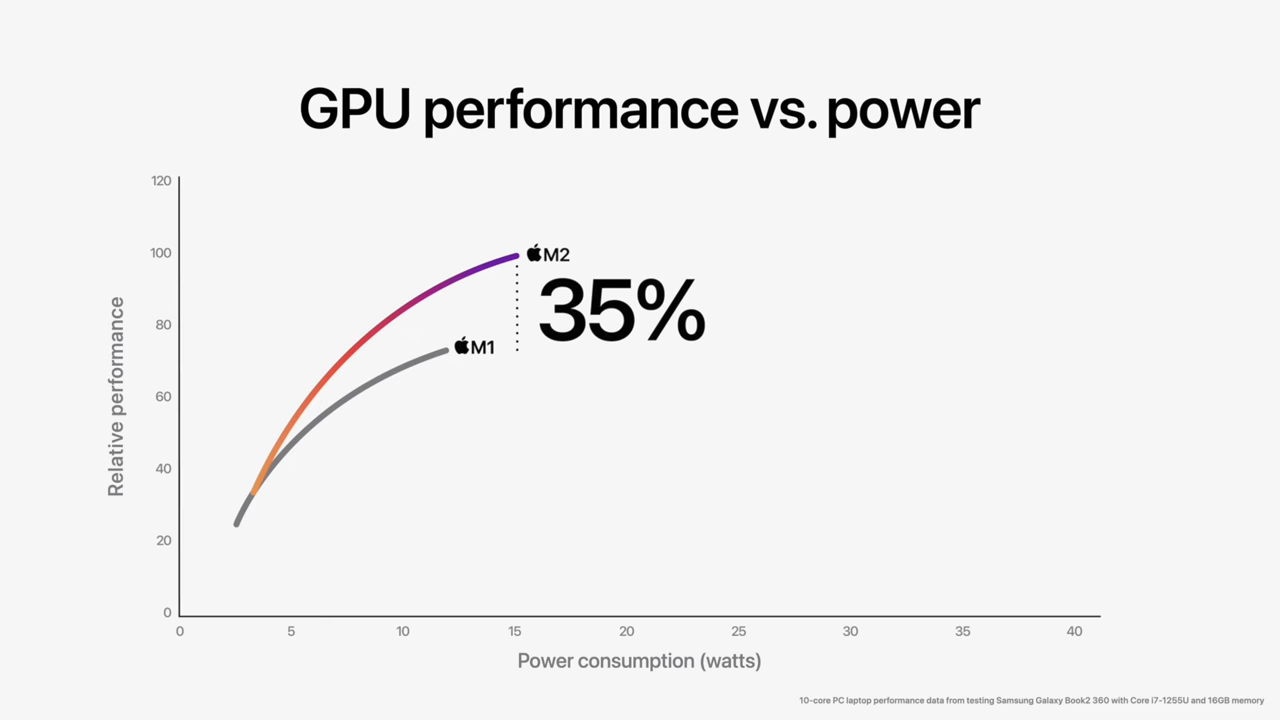 GPU performance vs. power
120
100
80
60
40
20
0
Relative performance
M2
35%
M1
0 5 10 15 20 25 30 35 40
Power consumption (watts)
10-core PC laptop performance data from testing Samsung Galaxy Book2 360 with Core i7-1255U and 16GB memory